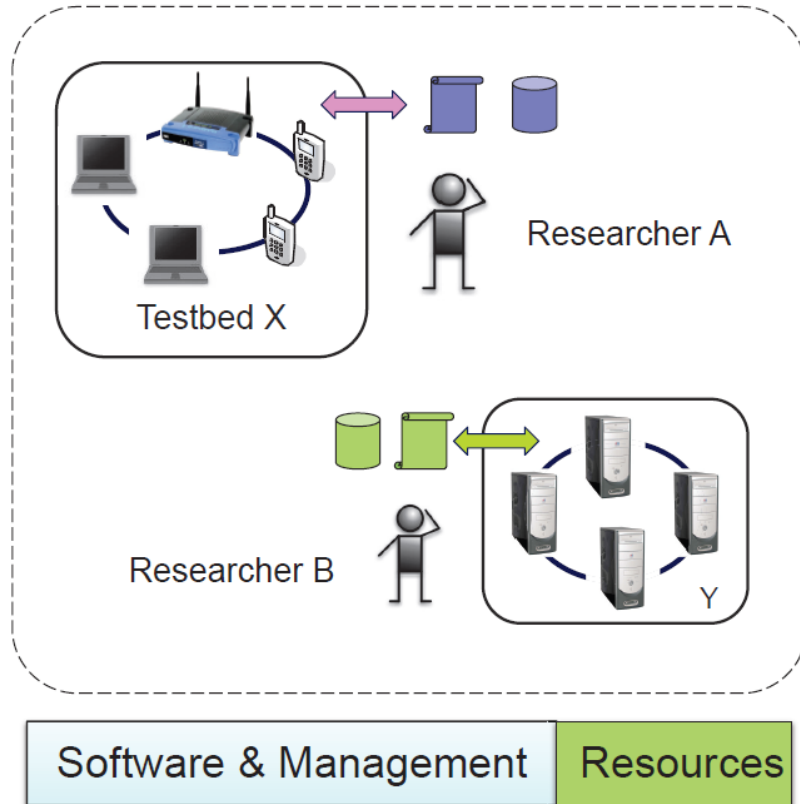 Researcher A
Testbed X
Researcher B
Y
Software & Management
Resources